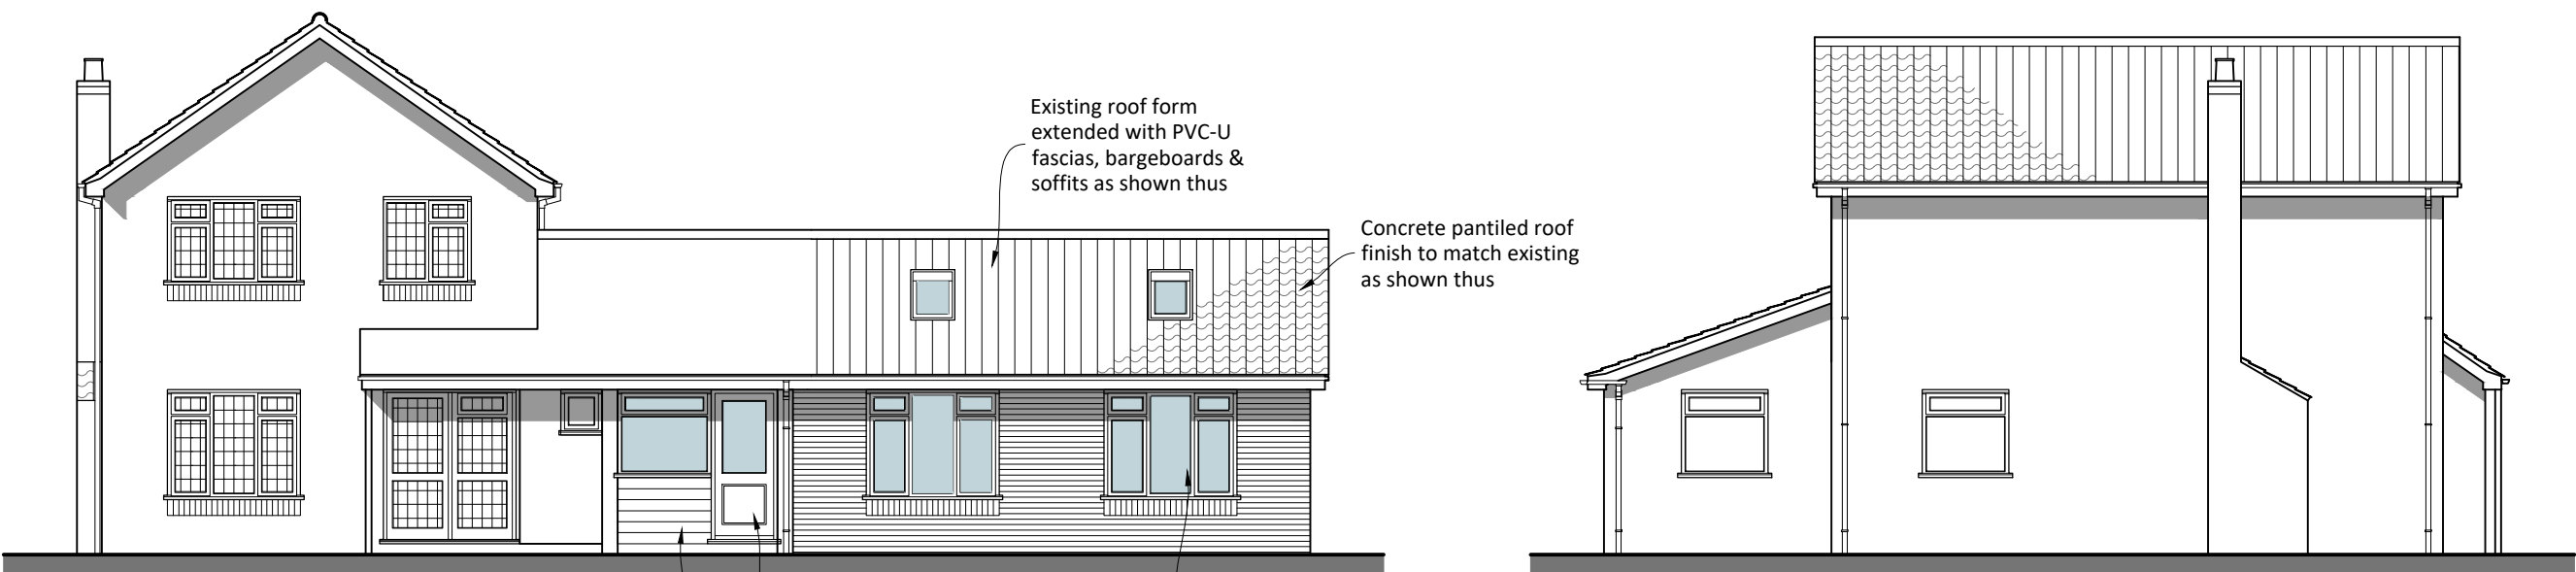 Existing roof form
extended with PVC-U
fascias, bargeboards &
soffits as shown thus
Concrete pantiled roof
finish to match existing
as shown thus